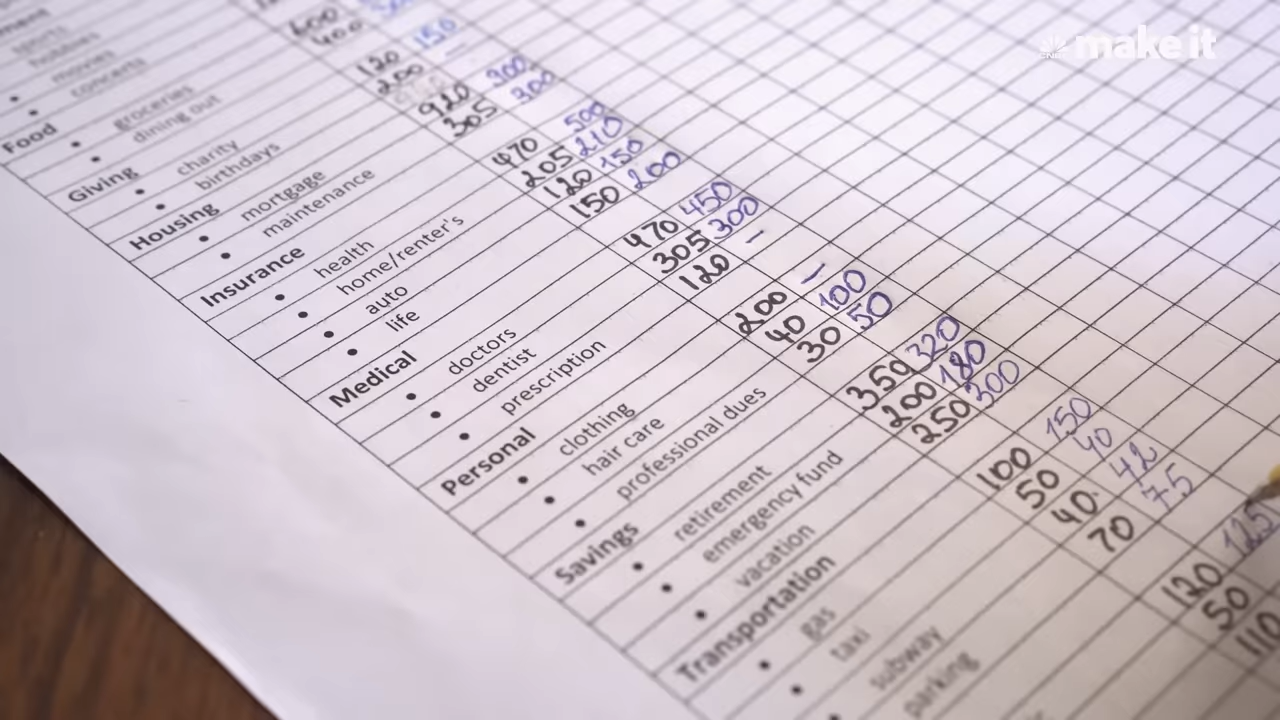 sports
hobbies
• movies
• concerts
Food
• groceries 600
• dining out 400
Giving
• charity 120 150
• birthdays 200 –
Housing
• mortgage 920 900
• maintenance 305 300
Insurance
• health 470 500
• home/renter's 205 210
• auto 120 150
• life 150 200
Medical
• doctors 470 450
• dentist 305 300
• prescription 120 –
Personal
• clothing 200 –
• hair care 40 100
• professional dues 30 50
Savings
• retirement 350 320
• emergency fund 200 180
• vacation 250 300
Transportation
• gas 100 150
• taxi 50 40
• subway 40 42
parking 70 75
120 125
50
110
CNBC make it